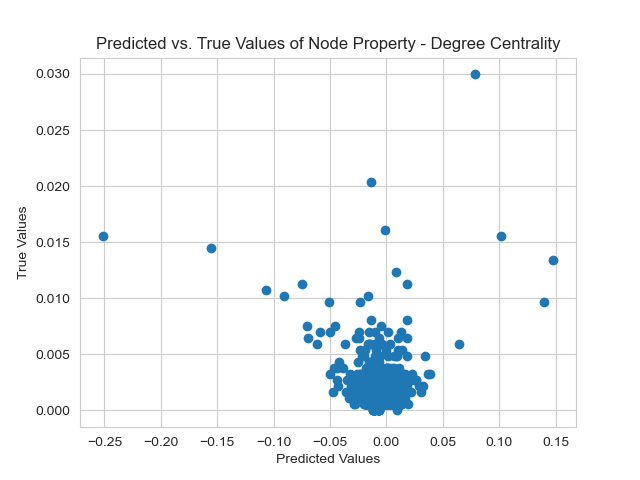 Predicted vs. True Values of Node Property - Degree Centrality
True Values
0.030
0.025
0.020
0.015
0.010
0.005
0.000
−0.25 −0.20 −0.15 −0.10 −0.05 0.00 0.05 0.10 0.15
Predicted Values